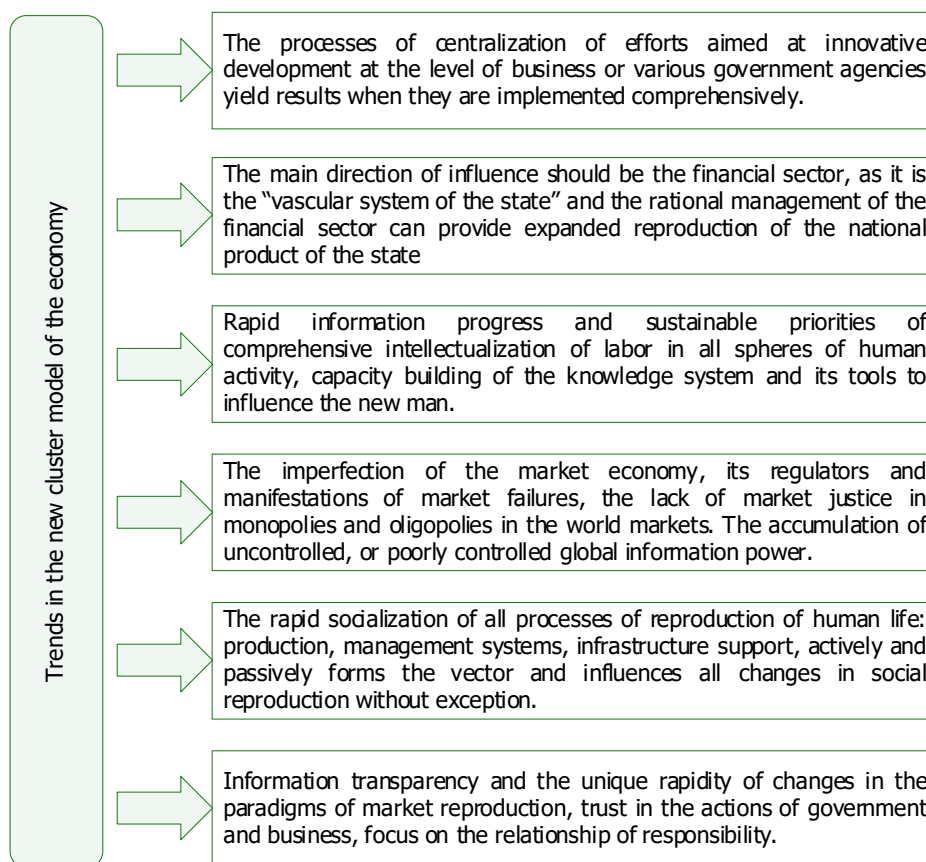 Trends in the new cluster model of the economy
The processes of centralization of efforts aimed at innovative
development at the level of business or various government agencies
yield results when they are implemented comprehensively.
The main direction of influence should be the financial sector, as it is
the “vascular system of the state” and the rational management of the
financial sector can provide expanded reproduction of the national
product of the state
Rapid information progress and sustainable priorities of
comprehensive intellectualization of labor in all spheres of human
activity, capacity building of the knowledge system and its tools to
influence the new man.
The imperfection of the market economy, its regulators and
manifestations of market failures, the lack of market justice in
monopolies and oligopolies in the world markets. The accumulation of
uncontrolled, or poorly controlled global information power.
The rapid socialization of all processes of reproduction of human life:
production, management systems, infrastructure support, actively and
passively forms the vector and influences all changes in social
reproduction without exception.
Information transparency and the unique rapidity of changes in the
paradigms of market reproduction, trust in the actions of government
and business, focus on the relationship of responsibility.